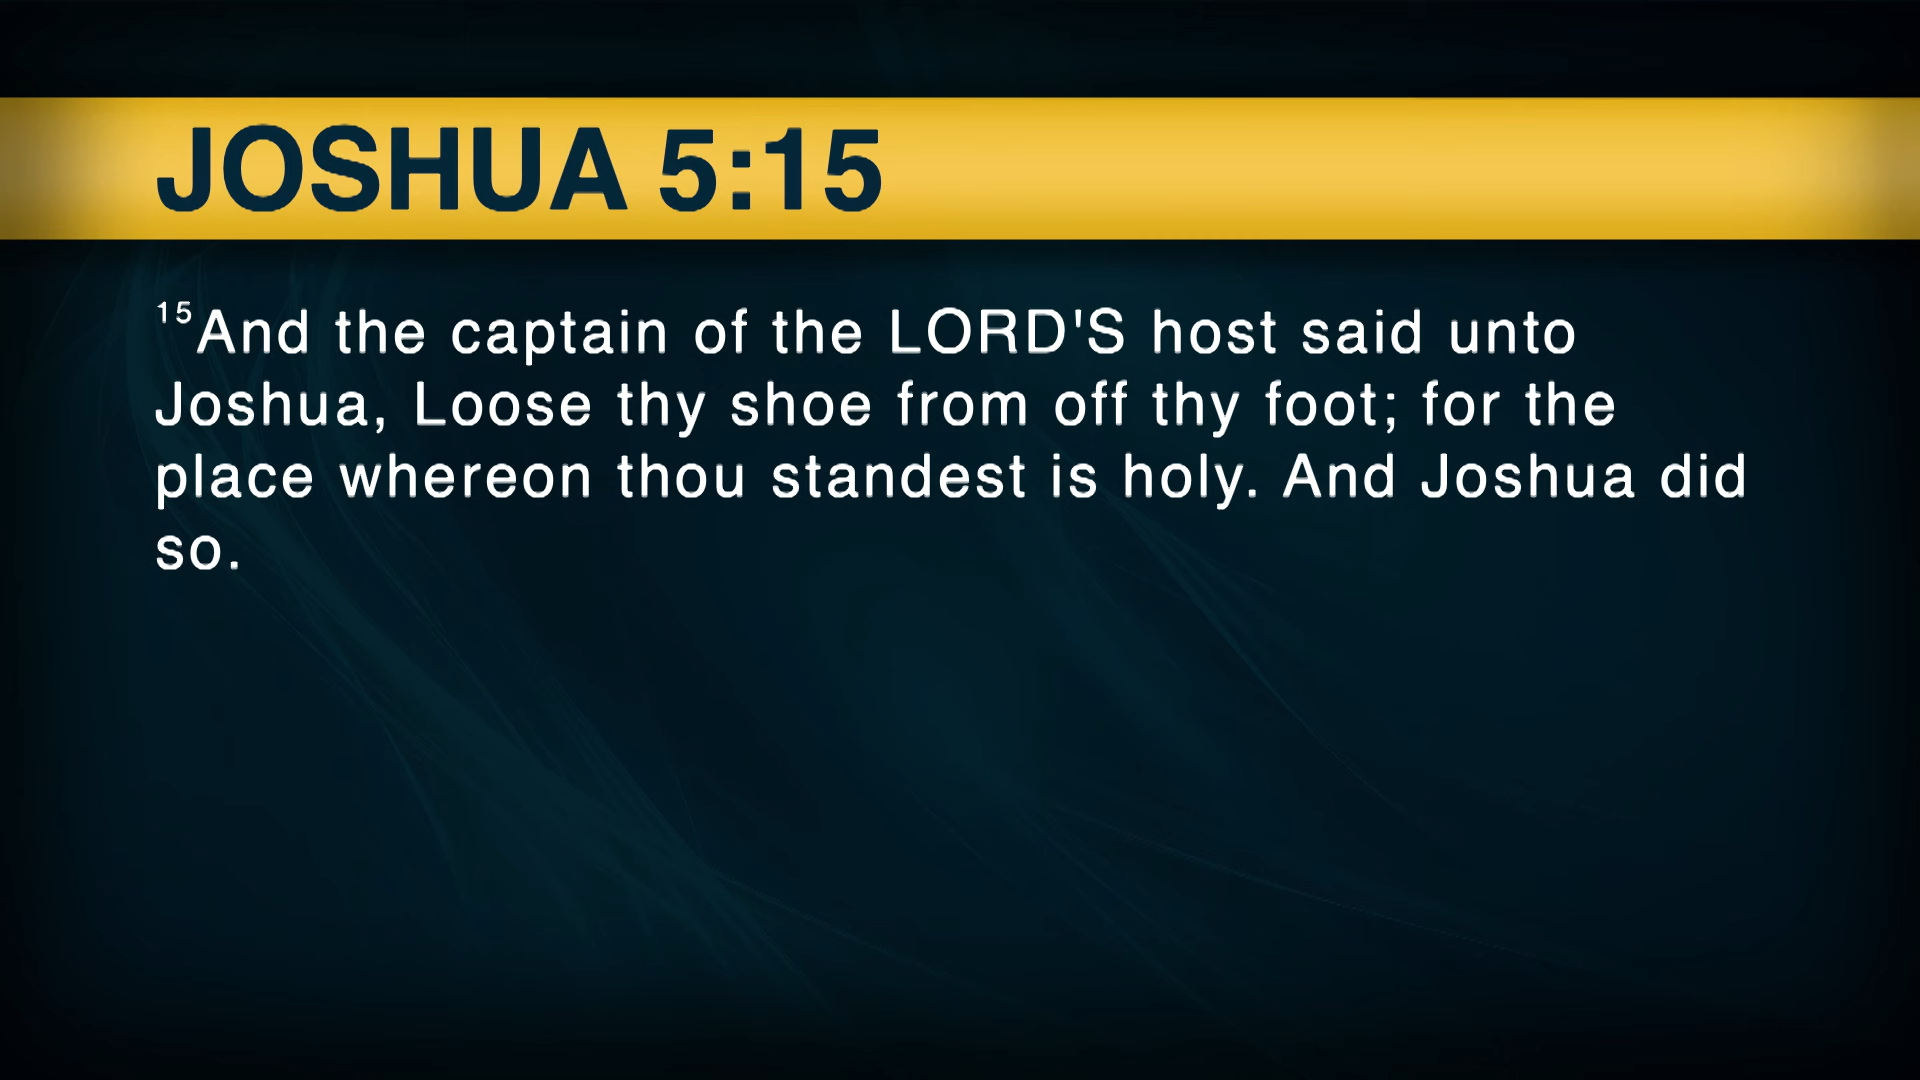 JOSHUA 5:15
15And the captain of the LORD'S host said unto
Joshua, Loose thy shoe from off thy foot; for the
place whereon thou standest is holy. And Joshua did
so.